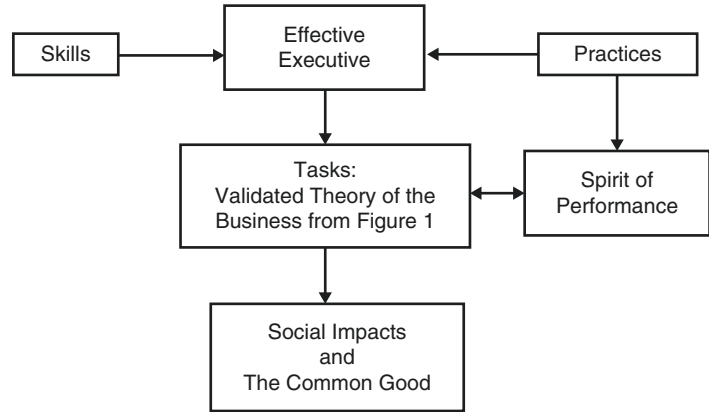 Skills
Effective
Executive
Practices
Tasks:
Validated Theory of the
Business from Figure 1
Spirit of
Performance
Social Impacts
and
The Common Good